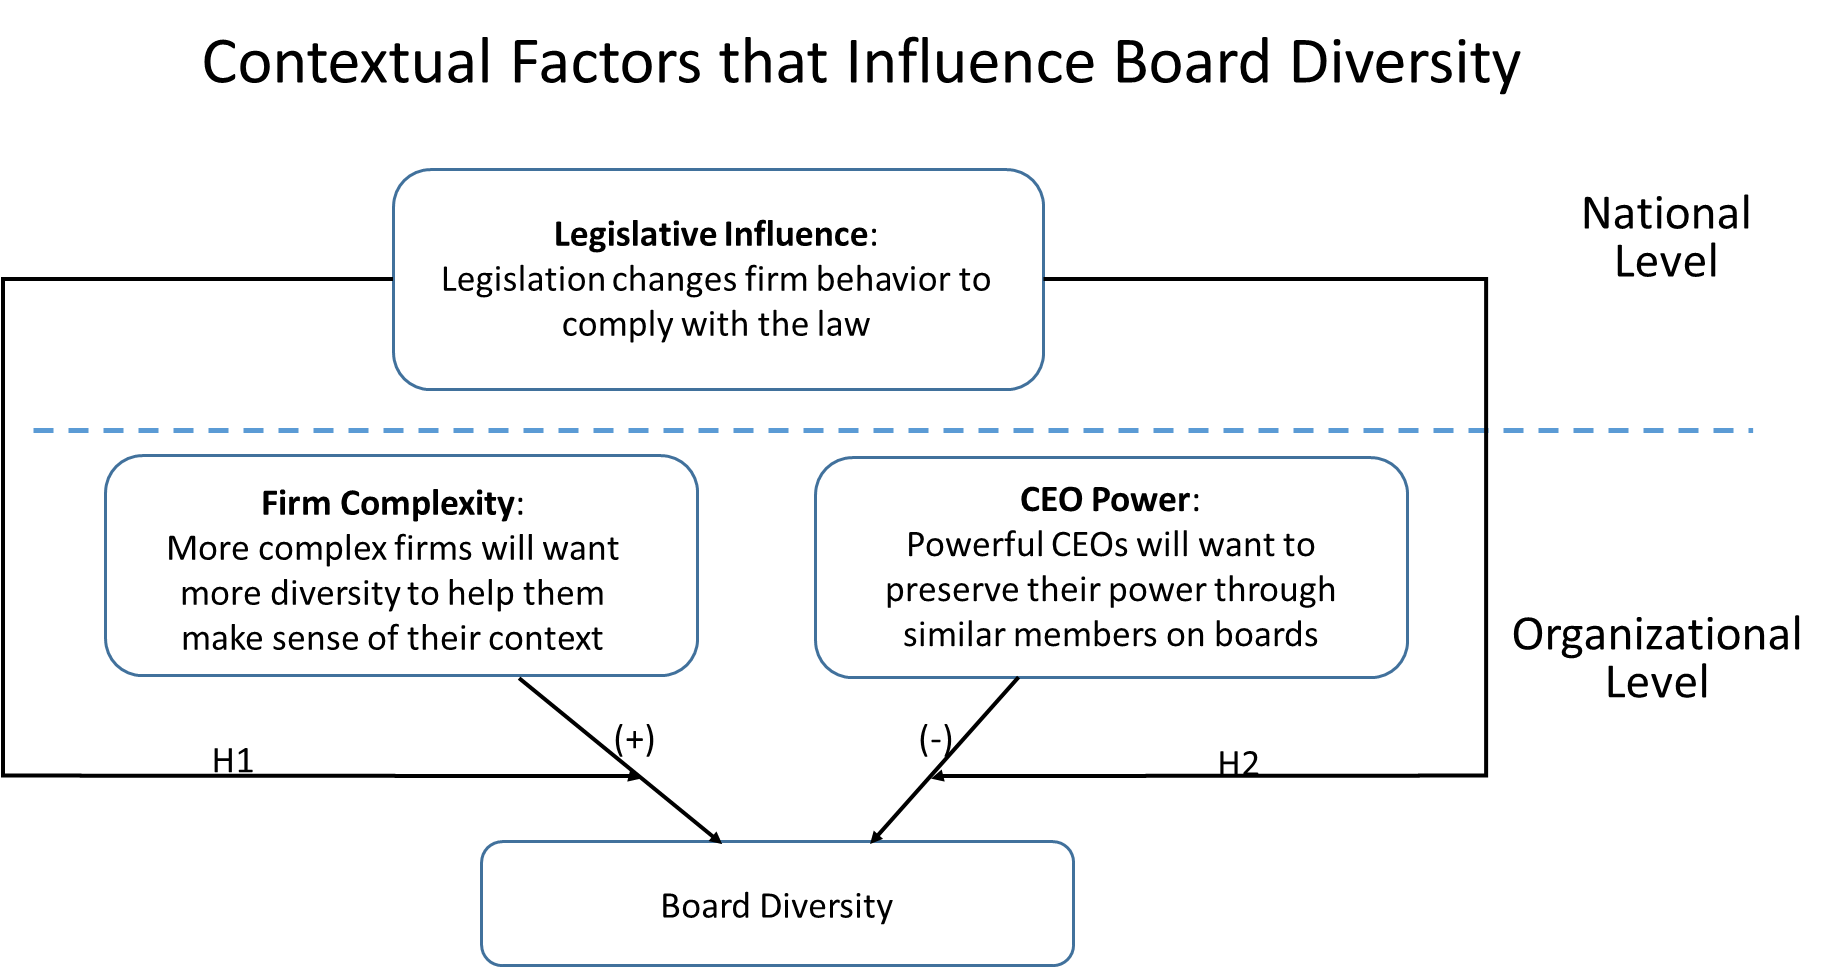 Contextual Factors that Influence Board Diversity
Legislative Influence:
Legislation changes firm behavior to
comply with the law
National
Level
Firm Complexity:
More complex firms will want
more diversity to help them
make sense of their context
CEO Power:
Powerful CEOs will want to
preserve their power through
similar members on boards
Organizational
Level
(+)
(-)
H1
H2
Board Diversity